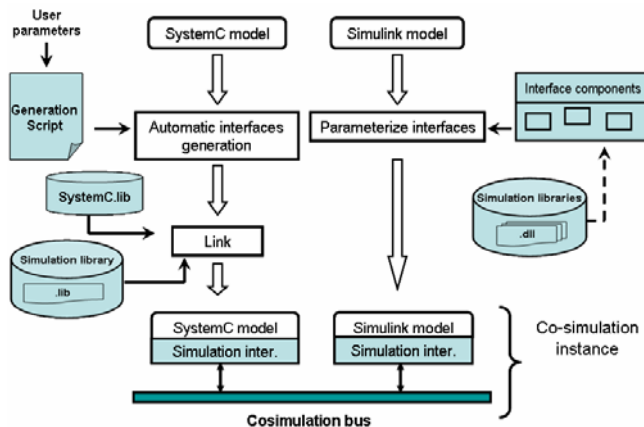 User
parameters
SystemC model
Simulink model
Generation
Script
Automatic interfaces
generation
Parameterize interfaces
Interface components
SystemC.lib
Link
Simulation library
.lib
Simulation libraries
.dll
SystemC model
Simulation inter.
Simulink model
Simulation inter.
Co-simulation
instance
Cosimulation bus